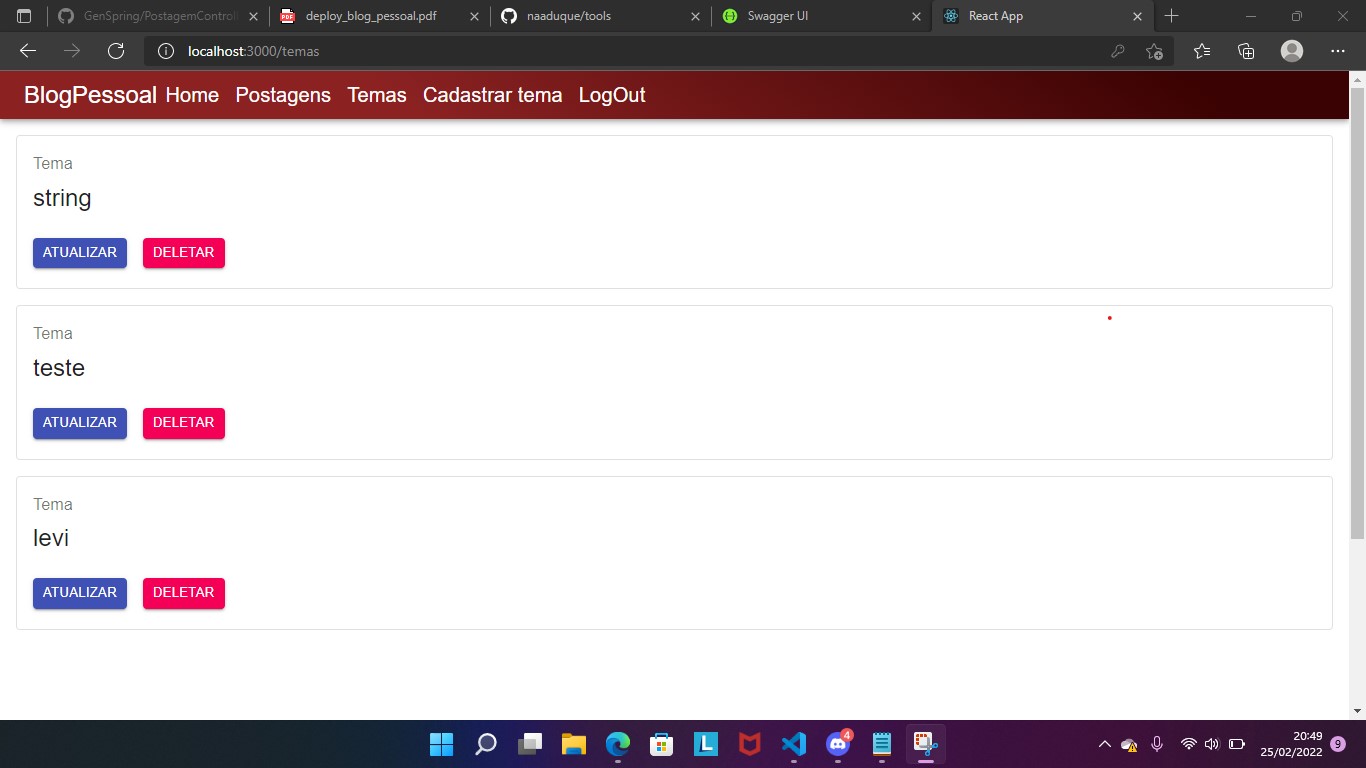 GenSpring/PostagemControll
deploy_blog_pessoal.pdf
naaduque/tools
Swagger UI
React App
localhost:3000/temas
BlogPessoal Home Postagens Temas Cadastrar tema LogOut
Tema
string
ATUALIZAR DELETAR
Tema
teste
ATUALIZAR DELETAR
Tema
levi
ATUALIZAR DELETAR
L
4
20:49
25/02/2022
9